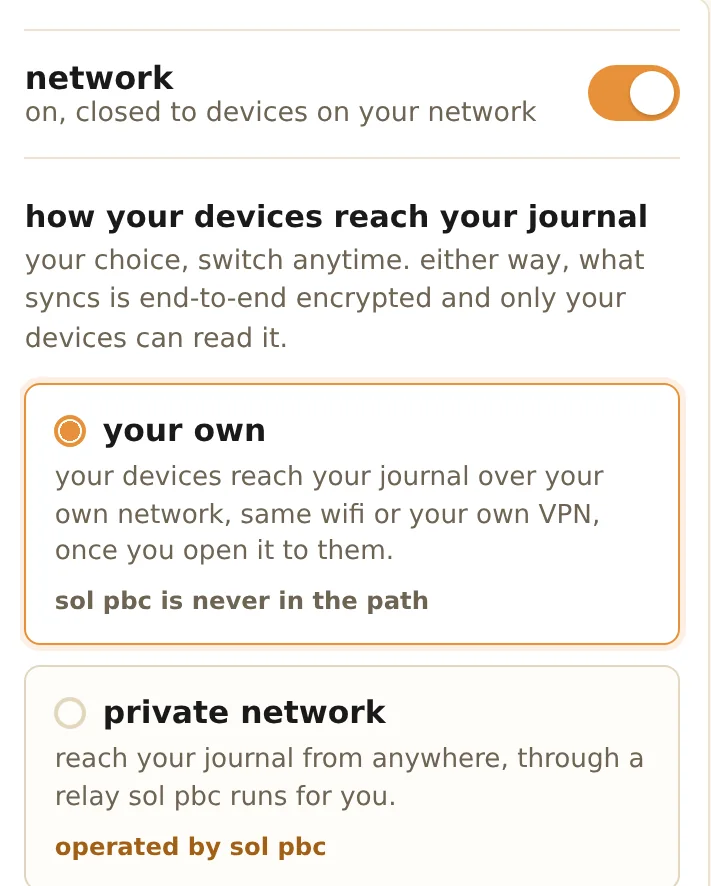 network
on, closed to devices on your network
how your devices reach your journal
your choice, switch anytime. either way, what
syncs is end-to-end encrypted and only your
devices can read it.
your own
your devices reach your journal over your
own network, same wifi or your own VPN,
once you open it to them.
sol pbc is never in the path
private network
reach your journal from anywhere, through a
relay sol pbc runs for you.
operated by sol pbc